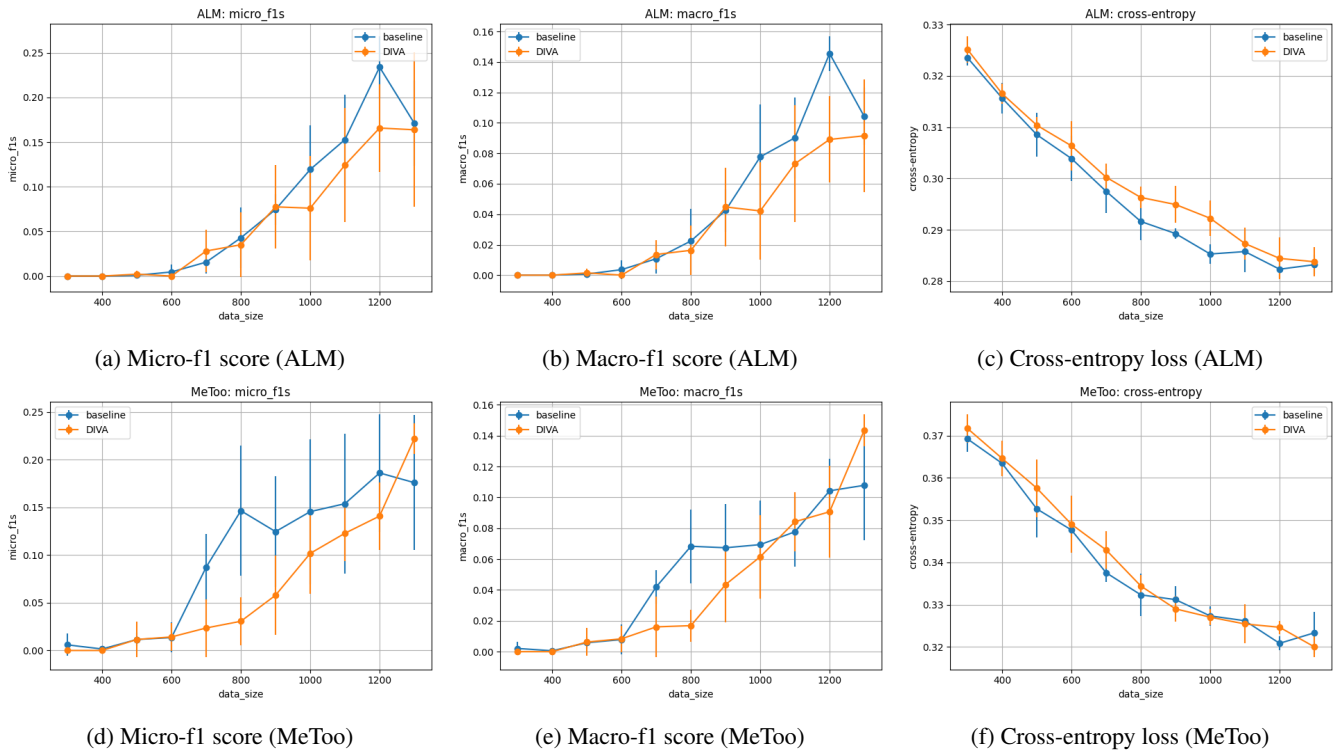 ALM: micro_f1s
baseline
DIVA
0.25
0.20
0.15
0.10
0.05
0.00
micro_f1s
400 600 800 1000 1200
data_size
(a) Micro-f1 score (ALM)
ALM: macro_f1s
baseline
DIVA
0.16
0.14
0.12
0.10
0.08
0.06
0.04
0.02
0.00
macro_f1s
400 600 800 1000 1200
data_size
(b) Macro-f1 score (ALM)
ALM: cross-entropy
baseline
DIVA
0.33
0.32
0.31
0.30
0.29
0.28
cross-entropy
400 600 800 1000 1200
data_size
(c) Cross-entropy loss (ALM)
MeToo: micro_f1s
baseline
DIVA
0.25
0.20
0.15
0.10
0.05
0.00
micro_f1s
400 600 800 1000 1200
data_size
(d) Micro-f1 score (MeToo)
MeToo: macro_f1s
baseline
DIVA
0.16
0.14
0.12
0.10
0.08
0.06
0.04
0.02
0.00
macro_f1s
400 600 800 1000 1200
data_size
(e) Macro-f1 score (MeToo)
MeToo: cross-entropy
baseline
DIVA
0.37
0.36
0.35
0.34
0.33
0.32
cross-entropy
400 600 800 1000 1200
data_size
(f) Cross-entropy loss (MeToo)